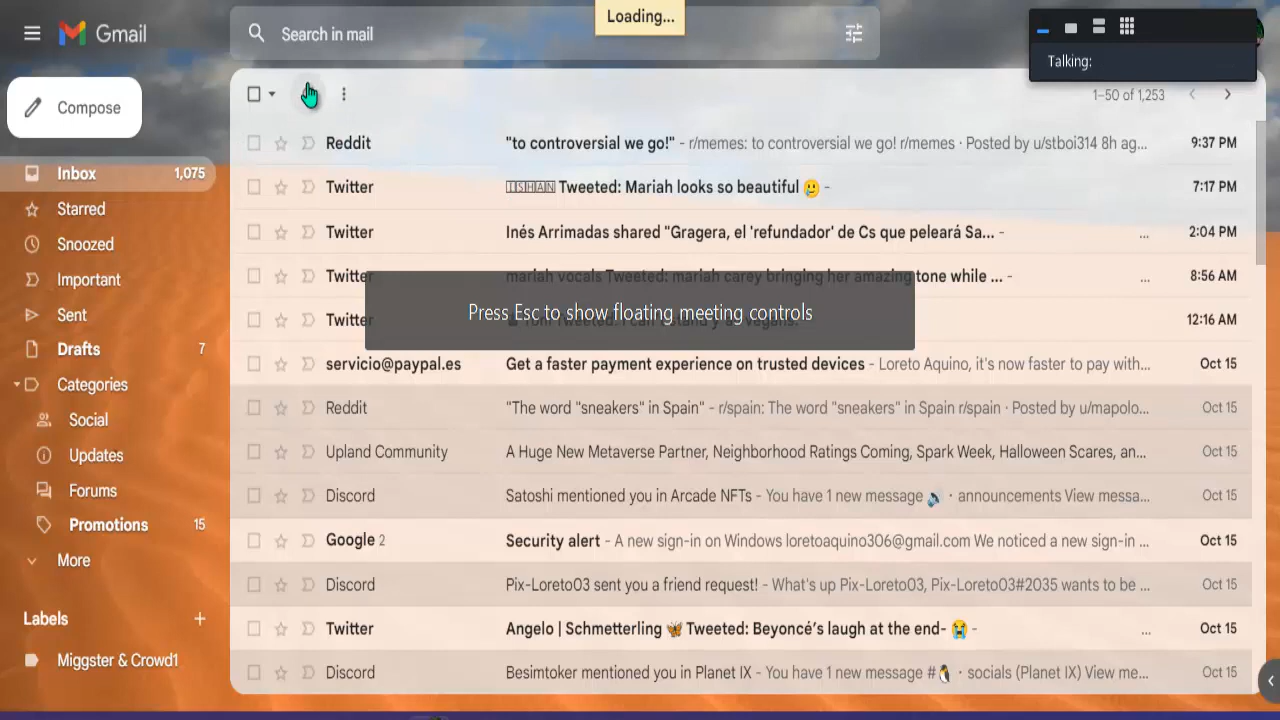 Loading...
Gmail
Search in mail
Talking:
Compose
1–50 of 1,253
Inbox 1,075
Starred
Snoozed
Important
Sent
Drafts 7
Categories
Social
Updates
Forums
Promotions 15
More
Labels
Miggster & Crowd1
Reddit "to controversial we go!" - r/memes: to controversial we go! r/memes · Posted by u/stboi314 8h ag... 9:37 PM
Twitter 🅸🆂🅷🅰🅽 Tweeted: Mariah looks so beautiful 🥲 - 7:17 PM
Twitter Inés Arrimadas shared "Gragera, el 'refundador' de Cs que peleará Sa... - ... 2:04 PM
Twitter mariah vocals Tweeted: mariah carey bringing her amazing tone while ... - ... 8:56 AM
Press Esc to show floating meeting controls
Twitter Tweeted: I can't stand y'all vegans. 12:16 AM
servicio@paypal.es Get a faster payment experience on trusted devices - Loreto Aquino, it's now faster to pay with... Oct 15
Reddit "The word "sneakers" in Spain" - r/spain: The word "sneakers" in Spain r/spain · Posted by u/mapolo... Oct 15
Upland Community A Huge New Metaverse Partner, Neighborhood Ratings Coming, Spark Week, Halloween Scares, an... Oct 15
Discord Satoshi mentioned you in Arcade NFTs - You have 1 new message 🔊 · announcements View messa... Oct 15
Google 2 Security alert - A new sign-in on Windows loretoaquino306@gmail.com We noticed a new sign-in ... Oct 15
Discord Pix-Loreto03 sent you a friend request! - What's up Pix-Loreto03, Pix-Loreto03#2035 wants to be ... Oct 15
Twitter Angelo | Schmetterling 🦋 Tweeted: Beyoncé’s laugh at the end- 😭 - ... Oct 15
Discord Besimtoker mentioned you in Planet IX - You have 1 new message #🐧 · socials (Planet IX) View me... Oct 15